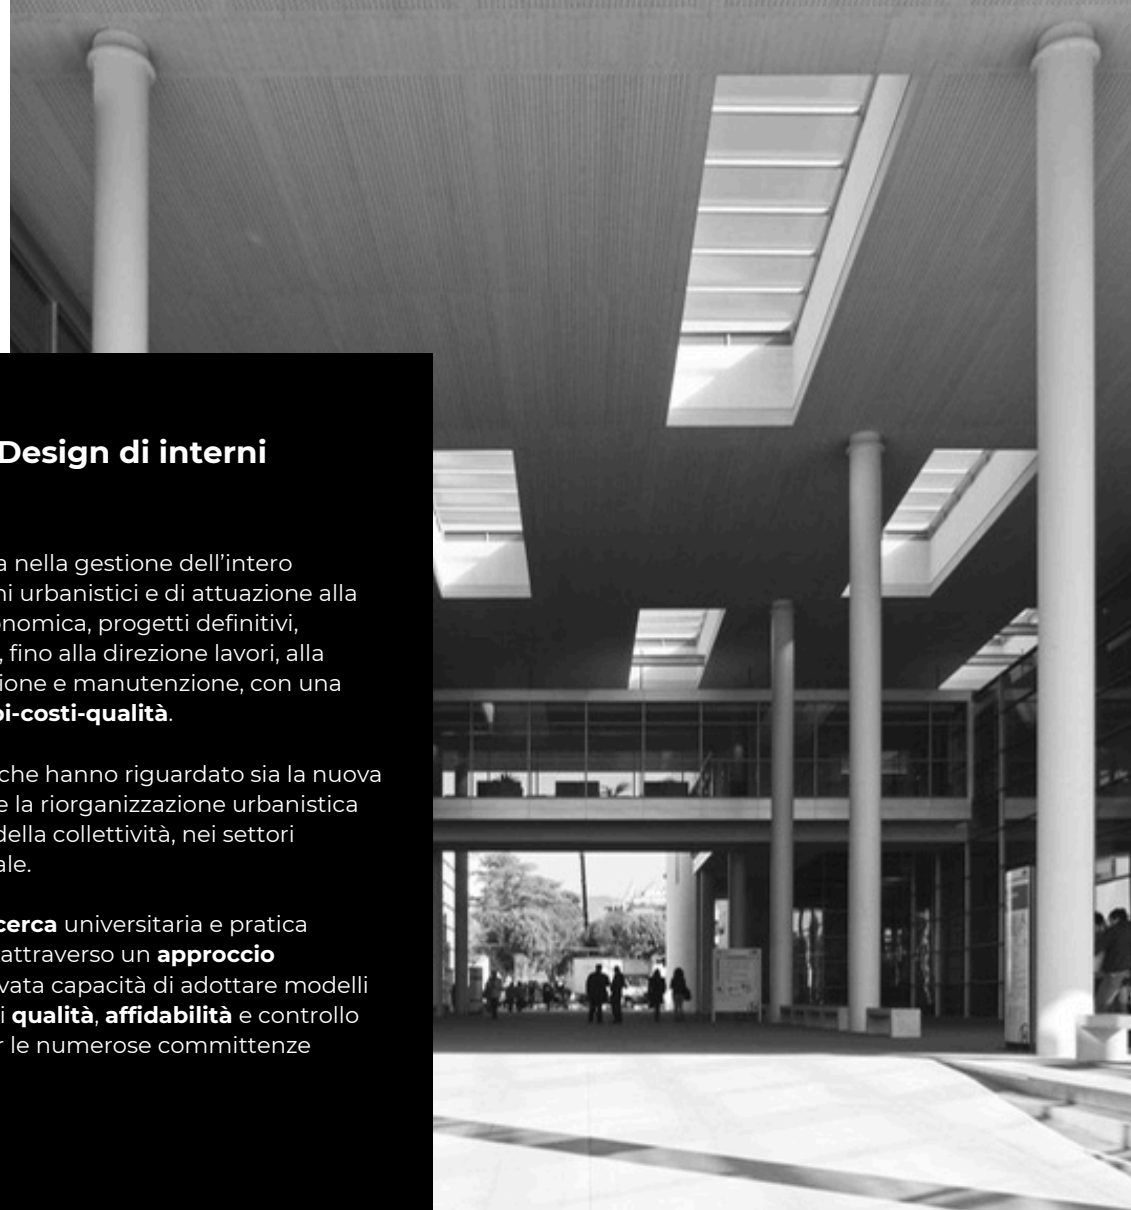 Design di interni
a nella gestione dell’intero
ni urbanistici e di attuazione alla
onomica, progetti definitivi,
, fino alla direzione lavori, alla
ione e manutenzione, con una
pi-costi-qualità.
che hanno riguardato sia la nuova
e la riorganizzazione urbanistica
della collettività, nei settori
ale.
cerca universitaria e pratica
attraverso un approccio
vata capacità di adottare modelli
i qualità, affidabilità e controllo
r le numerose committenze